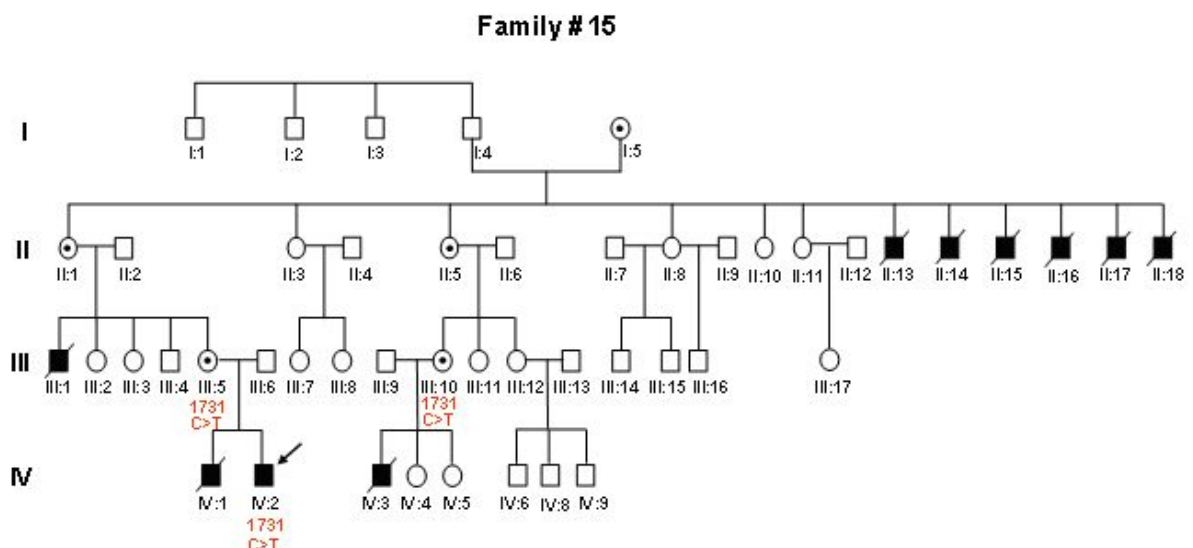 Family # 15
I
I:1 I:2 I:3 I:4 I:5
II
II:1 II:2 II:3 II:4 II:5 II:6 II:7 II:8 II:9 II:10 II:11 II:12 II:13 II:14 II:15 II:16 II:17 II:18
III
III:1 III:2 III:3 III:4 III:5 III:6 III:7 III:8 III:9 III:10 III:11 III:12 III:13 III:14 III:15 III:16 III:17
1731 1731
C>T C>T
IV
IV:1 IV:2 IV:3 IV:4 IV:5 IV:6 IV:8 IV:9
1731
C>T